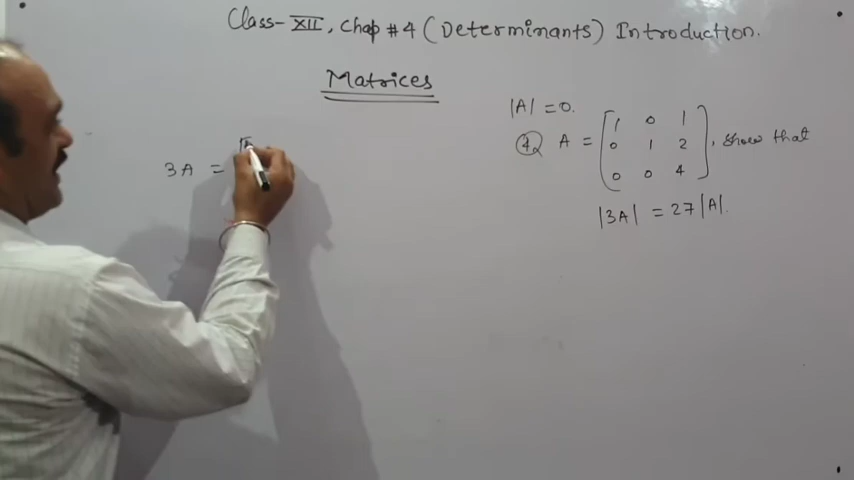 Class-XII, Chap #4 (Determinants) Introduction.
Matrices
|A| = 0.
④ A = [1 0 1
0 1 2
0 0 4], show that
|3A| = 27|A|.
3A =